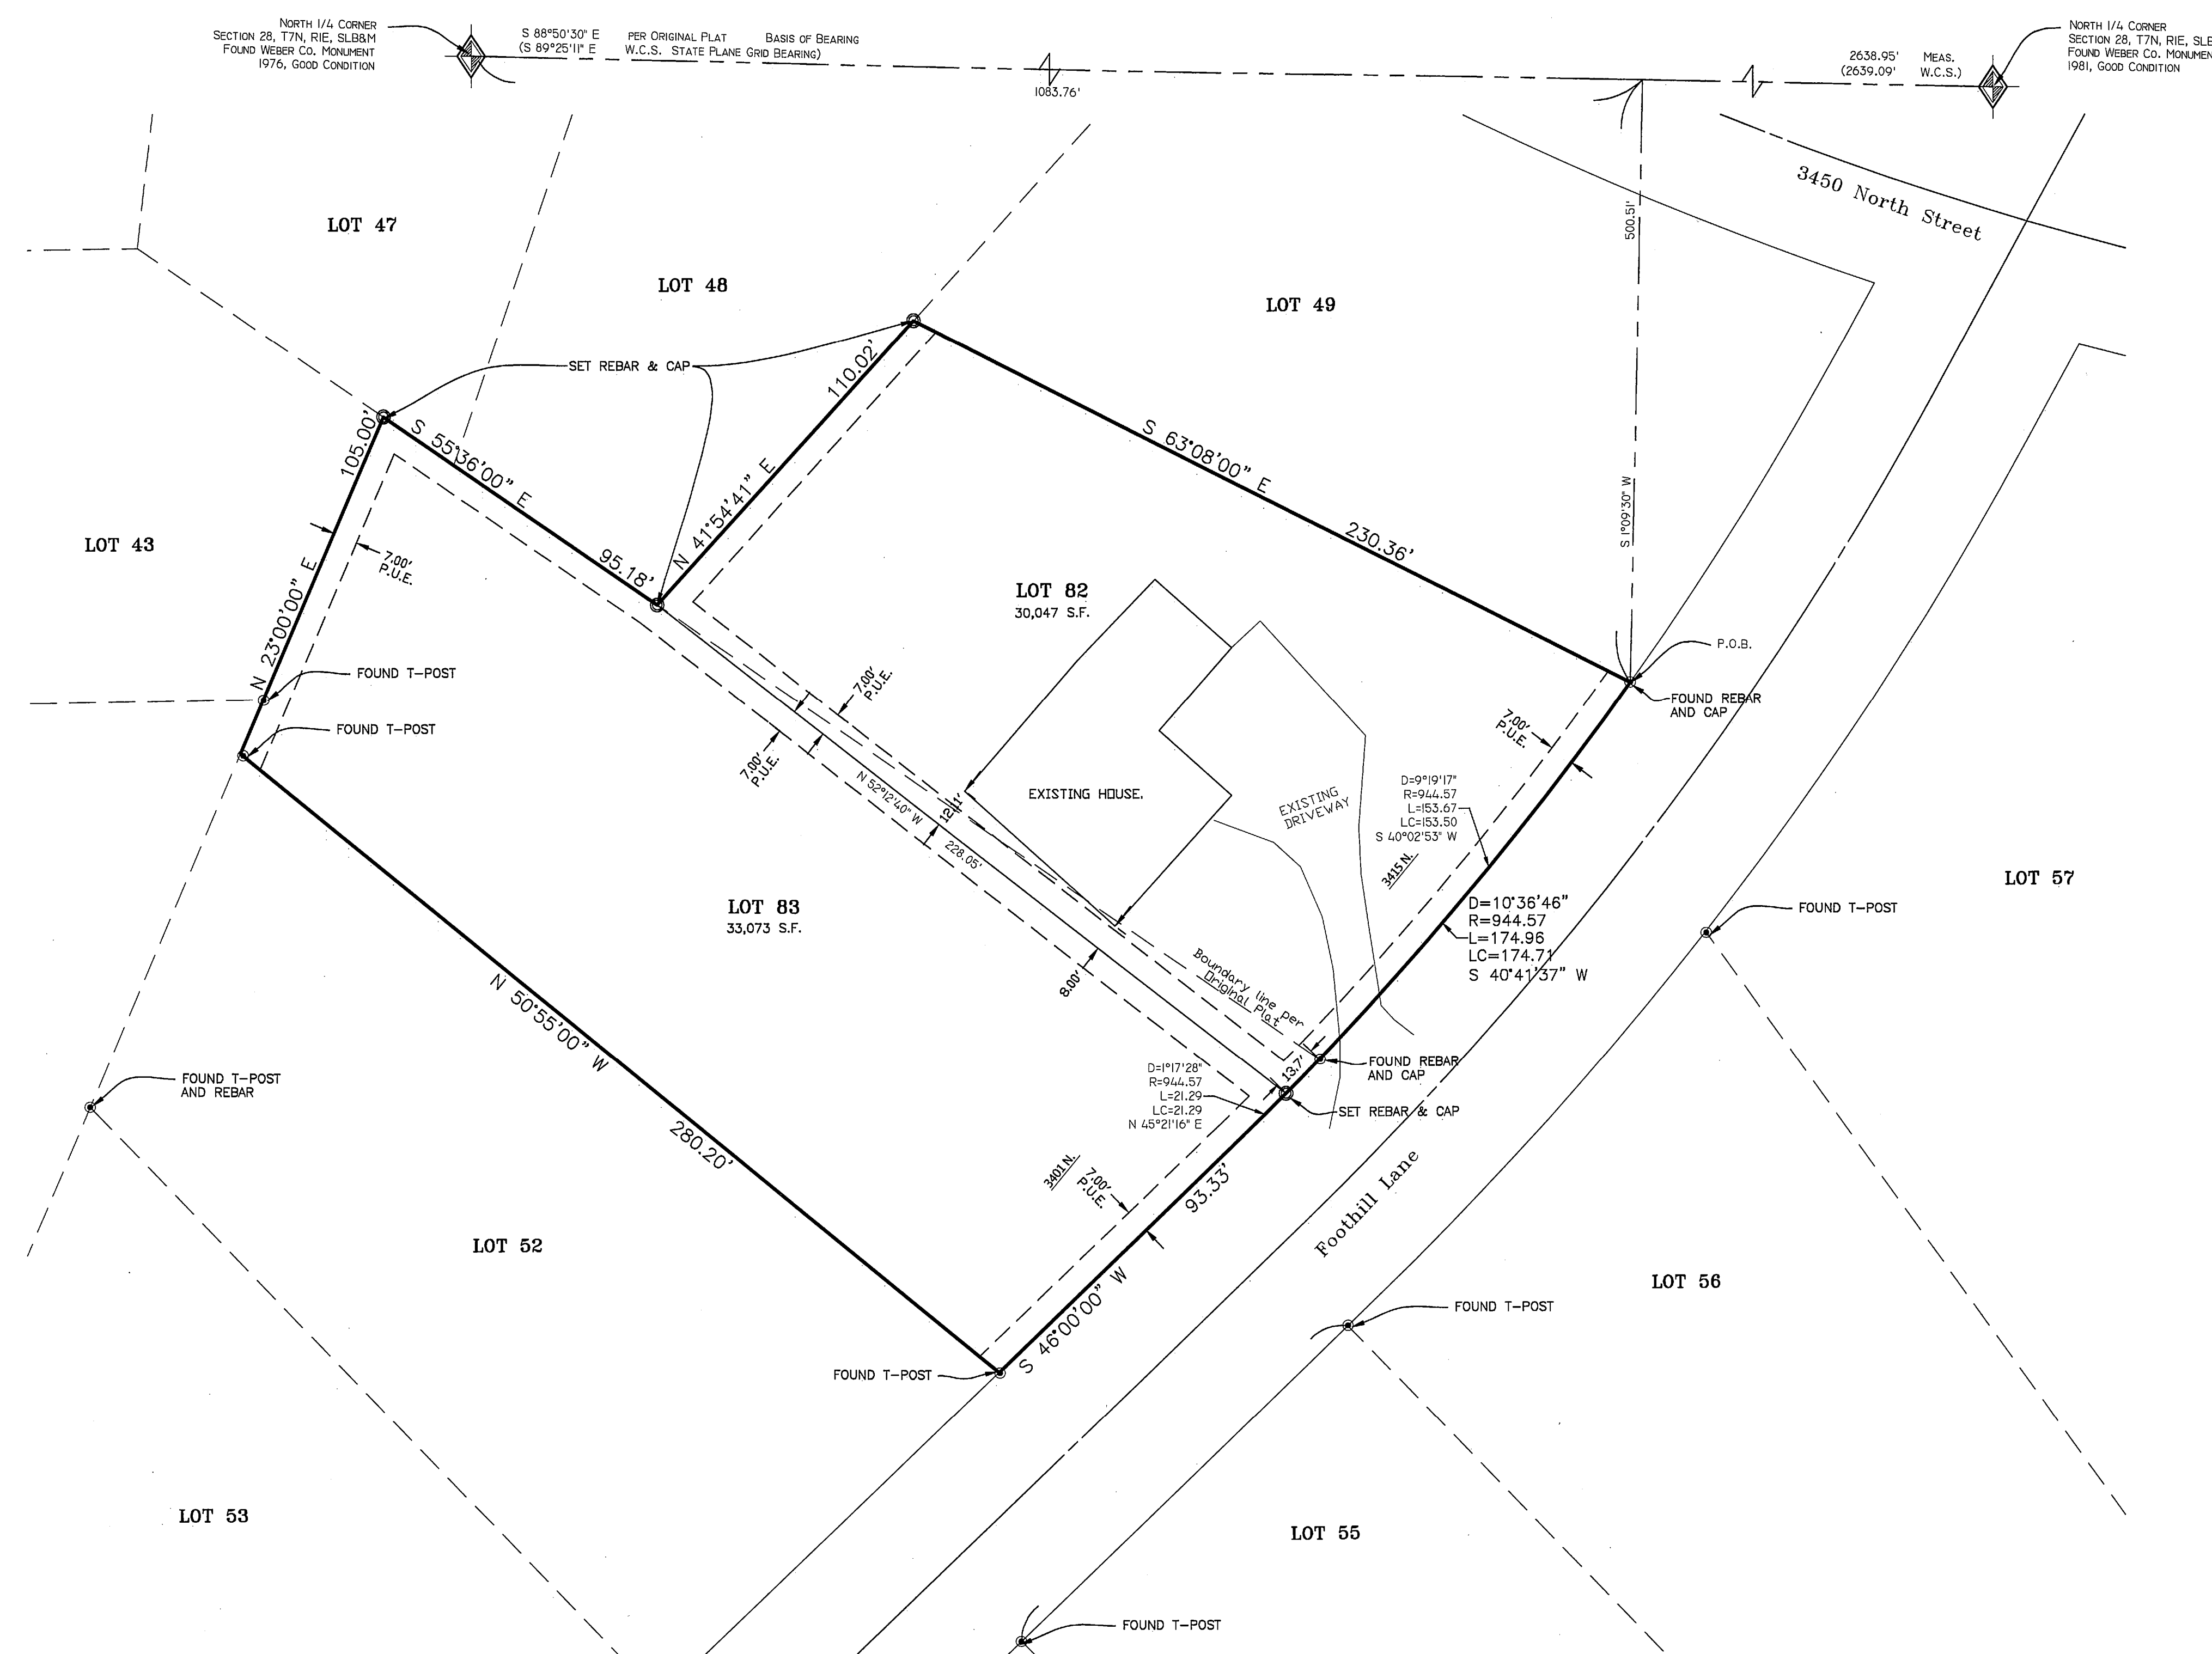 NORTH 1/4 CORNER
SECTION 28, T7N, R1E, SLB&M
FOUND WEBER CO. MONUMENT
1976, GOOD CONDITION
S 88°50'30" E PER ORIGINAL PLAT BASIS OF BEARING
(S 89°25'11" E W.C.S. STATE PLANE GRID BEARING)
1083.76'
2638.95' MEAS.
(2639.09' W.C.S.)
NORTH 1/4 CORNER
SECTION 28, T7N, R1E, SLB
FOUND WEBER CO. MONUMEN
1981, GOOD CONDITION
3450 North Street
500.51'
S 1°09'30" W
LOT 47
LOT 48
LOT 49
SET REBAR & CAP
110.02'
N 41°54'41" E
105.00'
N 23°00'00" E
S 55°36'00" E
95.18'
S 63°08'00" E
230.36'
LOT 43
7.00'
P.U.E.
LOT 82
30,047 S.F.
P.O.B.
FOUND REBAR
AND CAP
FOUND T-POST
FOUND T-POST
7.00'
P.U.E.
7.00'
P.U.E.
7.00'
P.U.E.
N 52°12'40" W
228.05'
12.11'
EXISTING HOUSE.
EXISTING
DRIVEWAY
D=9°19'17"
R=944.57
L=153.67
LC=153.50
S 40°02'53" W
3415 N.
D=10°36'46"
R=944.57
L=174.96
LC=174.71
S 40°41'37" W
LOT 57
FOUND T-POST
LOT 83
33,073 S.F.
8.00'
Boundary line per
Original Plat
N 50°55'00" W
280.20'
13.7'
FOUND REBAR
AND CAP
SET REBAR & CAP
D=1°17'28"
R=944.57
L=21.29
LC=21.29
N 45°21'16" E
FOUND T-POST
AND REBAR
3401 N.
7.00'
P.U.E.
93.33'
S 46°00'00" W
Foothill Lane
LOT 52
LOT 56
FOUND T-POST
FOUND T-POST
LOT 53
LOT 55
FOUND T-POST